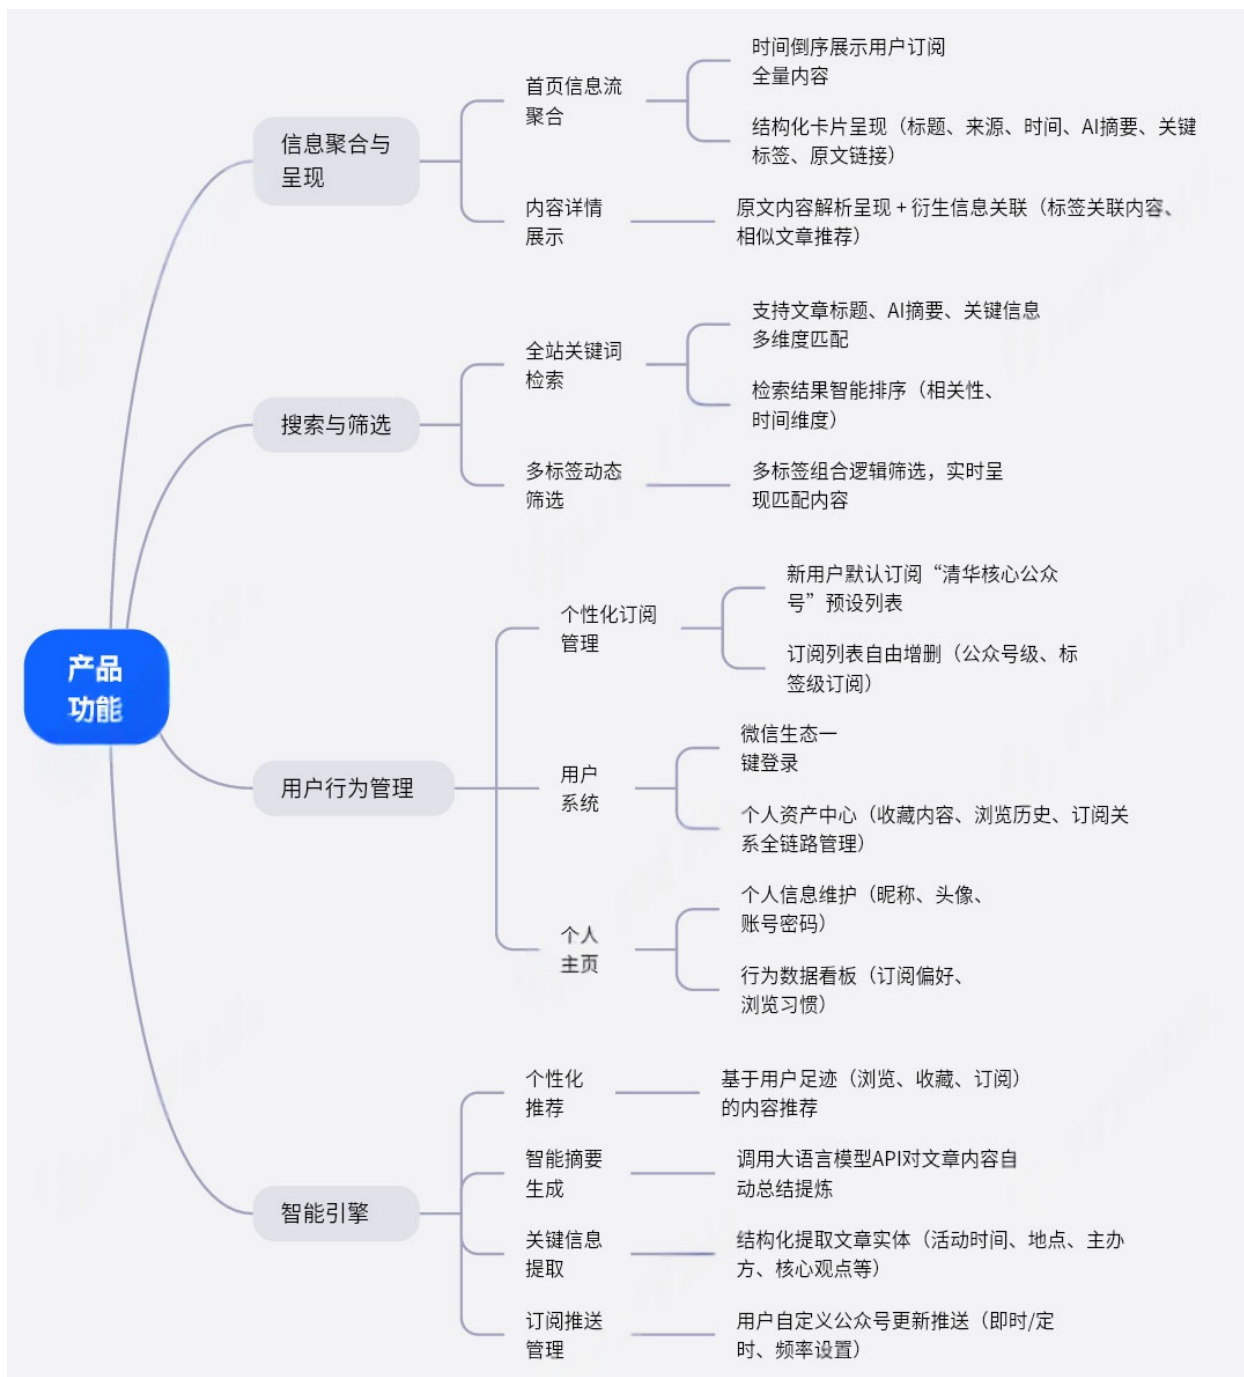 产品
功能
信息聚合与
呈现
首页信息流
聚合
时间倒序展示用户订阅
全量内容
结构化卡片呈现（标题、来源、时间、AI摘要、关键
标签、原文链接）
内容详情
展示
原文内容解析呈现 + 衍生信息关联（标签关联内容、
相似文章推荐）
搜索与筛选
全站关键词
检索
支持文章标题、AI摘要、关键信息
多维度匹配
检索结果智能排序（相关性、
时间维度）
多标签动态
筛选
多标签组合逻辑筛选，实时呈
现匹配内容
用户行为管理
个性化订阅
管理
新用户默认订阅“清华核心公众
号”预设列表
订阅列表自由增删（公众号级、标
签级订阅）
用户
系统
微信生态一
键登录
个人资产中心（收藏内容、浏览历史、订阅关
系全链路管理）
个人
主页
个人信息维护（昵称、头像、
账号密码）
行为数据看板（订阅偏好、
浏览习惯）
智能引擎
个性化
推荐
基于用户足迹（浏览、收藏、订阅）
的内容推荐
智能摘要
生成
调用大语言模型API对文章内容自
动总结提炼
关键信息
提取
结构化提取文章实体（活动时间、地点、主办
方、核心观点等）
订阅推送
管理
用户自定义公众号更新推送（即时/定
时、频率设置）